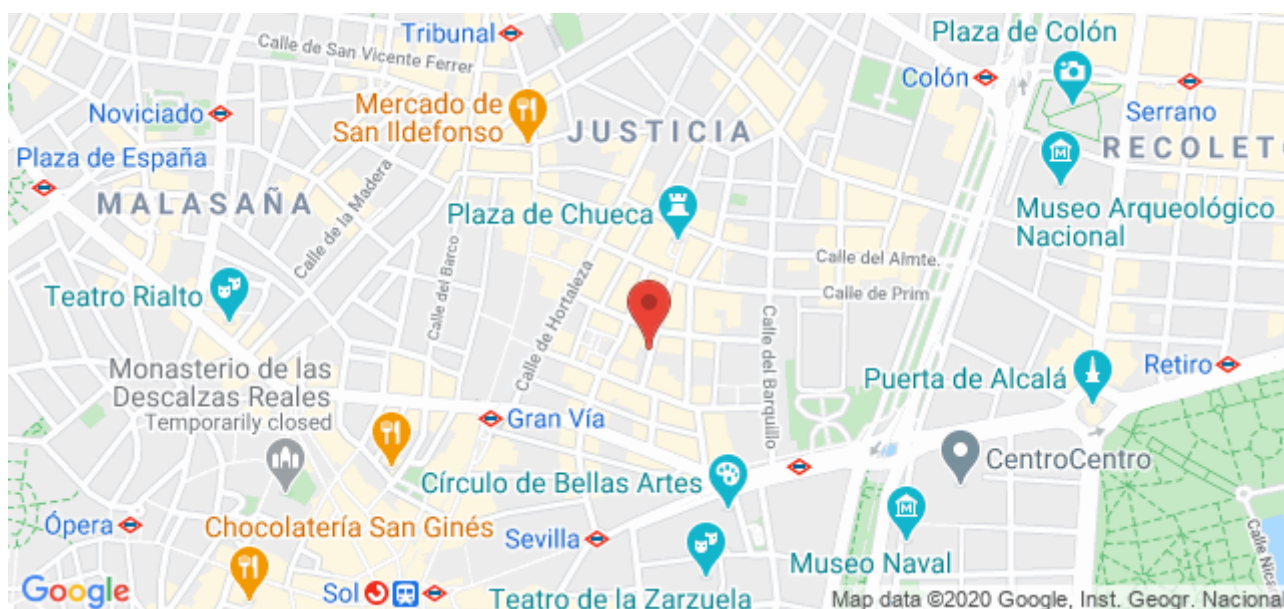 Tribunal
Plaza de Colón
Calle de San Vicente Ferrer
Colón
Noviciado
Mercado de
San Ildefonso
JUSTICIA
Serrano
Plaza de España
RECOLETO
MALASAÑA
Calle de la Madera
Plaza de Chueca
Museo Arqueológico
Nacional
Calle del Barco
Calle de Hortaleza
Calle del Almte.
Calle de Prim
Teatro Rialto
Calle del Barquillo
Monasterio de las
Descalzas Reales
Temporarily closed
Retiro
Puerta de Alcalá
Gran Vía
CentroCentro
Círculo de Bellas Artes
Ópera
Chocolatería San Ginés
Sevilla
Museo Naval
Calle Nica
Google
Sol
Teatro de la Zarzuela
Map data ©2020 Google, Inst. Geogr. Naciona